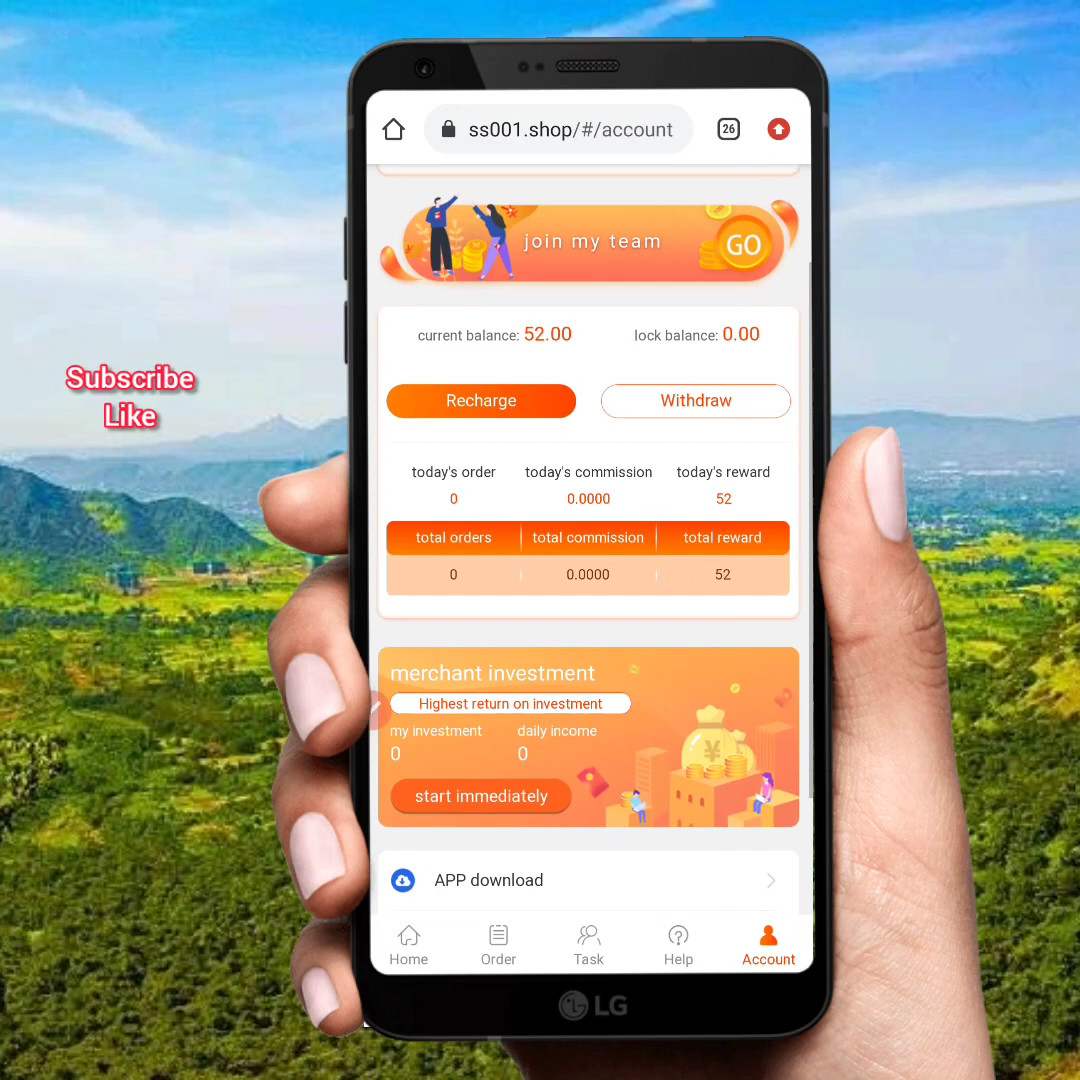 ss001.shop/#/account
26
join my team
GO
current balance: 52.00
lock balance: 0.00
Subscribe
Like
Recharge
Withdraw
today's order
today's commission
today's reward
0
0.0000
52
total orders
total commission
total reward
0
0.0000
52
merchant investment
Highest return on investment
my investment
daily income
0
0
¥
start immediately
APP download
Home
Order
Task
Help
Account
LG